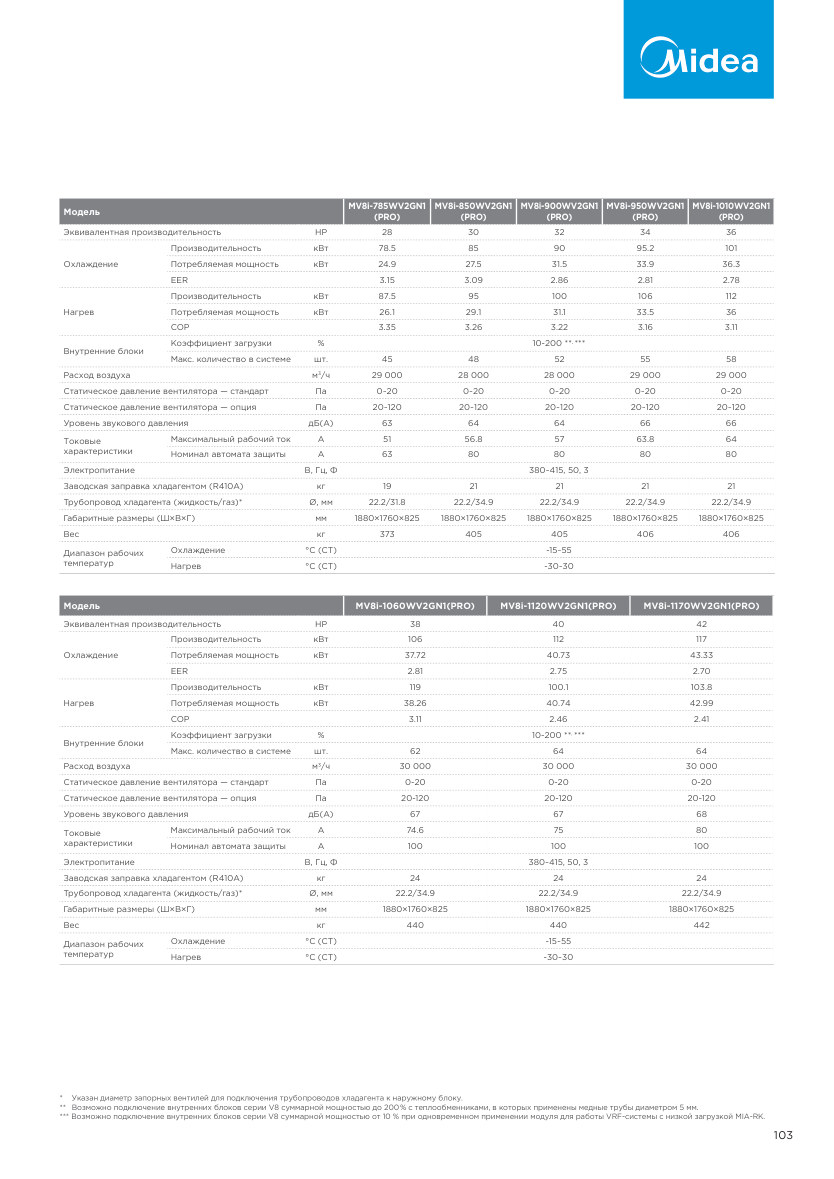 Midea
Модель MV8i-785WV2GN1 (PRO) MV8i-850WV2GN1 (PRO) MV8i-900WV2GN1 (PRO) MV8i-950WV2GN1 (PRO) MV8i-1010WV2GN1 (PRO)
Эквивалентная производительность HP 28 30 32 34 36
Охлаждение
Производительность кВт 78.5 85 90 95.2 101
Потребляемая мощность кВт 24.9 27.5 31.5 33.9 36.3
EER 3.15 3.09 2.86 2.81 2.78
Нагрев
Производительность кВт 87.5 95 100 106 112
Потребляемая мощность кВт 26.1 29.1 31.1 33.5 36
COP 3.35 3.26 3.22 3.16 3.11
Внутренние блоки
Коэффициент загрузки % 10-200 **,***
Макс. количество в системе шт. 45 48 52 55 58
Расход воздуха м³/ч 29 000 28 000 28 000 29 000 29 000
Статическое давление вентилятора — стандарт Па 0–20 0–20 0–20 0–20 0–20
Статическое давление вентилятора — опция Па 20–120 20–120 20–120 20–120 20–120
Уровень звукового давления дБ(А) 63 64 64 66 66
Токовые характеристики
Максимальный рабочий ток А 51 56.8 57 63.8 64
Номинал автомата защиты А 63 80 80 80 80
Электропитание В, Гц, Ф 380–415, 50, 3
Заводская заправка хладагентом (R410A) кг 19 21 21 21 21
Трубопровод хладагента (жидкость/газ)* Ø, мм 22.2/31.8 22.2/34.9 22.2/34.9 22.2/34.9 22.2/34.9
Габаритные размеры (Ш×В×Г) мм 1880×1760×825 1880×1760×825 1880×1760×825 1880×1760×825 1880×1760×825
Вес кг 373 405 405 406 406
Диапазон рабочих температур
Охлаждение °С (СТ) -15–55
Нагрев °С (СТ) -30–30
Модель MV8i-1060WV2GN1(PRO) MV8i-1120WV2GN1(PRO) MV8i-1170WV2GN1(PRO)
Эквивалентная производительность HP 38 40 42
Охлаждение
Производительность кВт 106 112 117
Потребляемая мощность кВт 37.72 40.73 43.33
EER 2.81 2.75 2.70
Нагрев
Производительность кВт 119 100.1 103.8
Потребляемая мощность кВт 38.26 40.74 42.99
COP 3.11 2.46 2.41
Внутренние блоки
Коэффициент загрузки % 10-200 **,***
Макс. количество в системе шт. 62 64 64
Расход воздуха м³/ч 30 000 30 000 30 000
Статическое давление вентилятора — стандарт Па 0-20 0-20 0-20
Статическое давление вентилятора — опция Па 20-120 20-120 20-120
Уровень звукового давления дБ(А) 67 67 68
Токовые характеристики
Максимальный рабочий ток А 74.6 75 80
Номинал автомата защиты А 100 100 100
Электропитание В, Гц, Ф 380–415, 50, 3
Заводская заправка хладагентом (R410A) кг 24 24 24
Трубопровод хладагента (жидкость/газ)* Ø, мм 22.2/34.9 22.2/34.9 22.2/34.9
Габаритные размеры (Ш×В×Г) мм 1880×1760×825 1880×1760×825 1880×1760×825
Вес кг 440 440 442
Диапазон рабочих температур
Охлаждение °С (СТ) -15–55
Нагрев °С (СТ) -30–30
* Указан диаметр запорных вентилей для подключения трубопроводов хладагента к наружному блоку.
** Возможно подключение внутренних блоков серии V8 суммарной мощностью до 200% с теплообменниками, в которых применены медные трубы диаметром 5 мм.
*** Возможно подключение внутренних блоков серии V8 суммарной мощностью от 10 % при одновременном применении модуля для работы VRF-системы с низкой загрузкой MIA-RK.
103